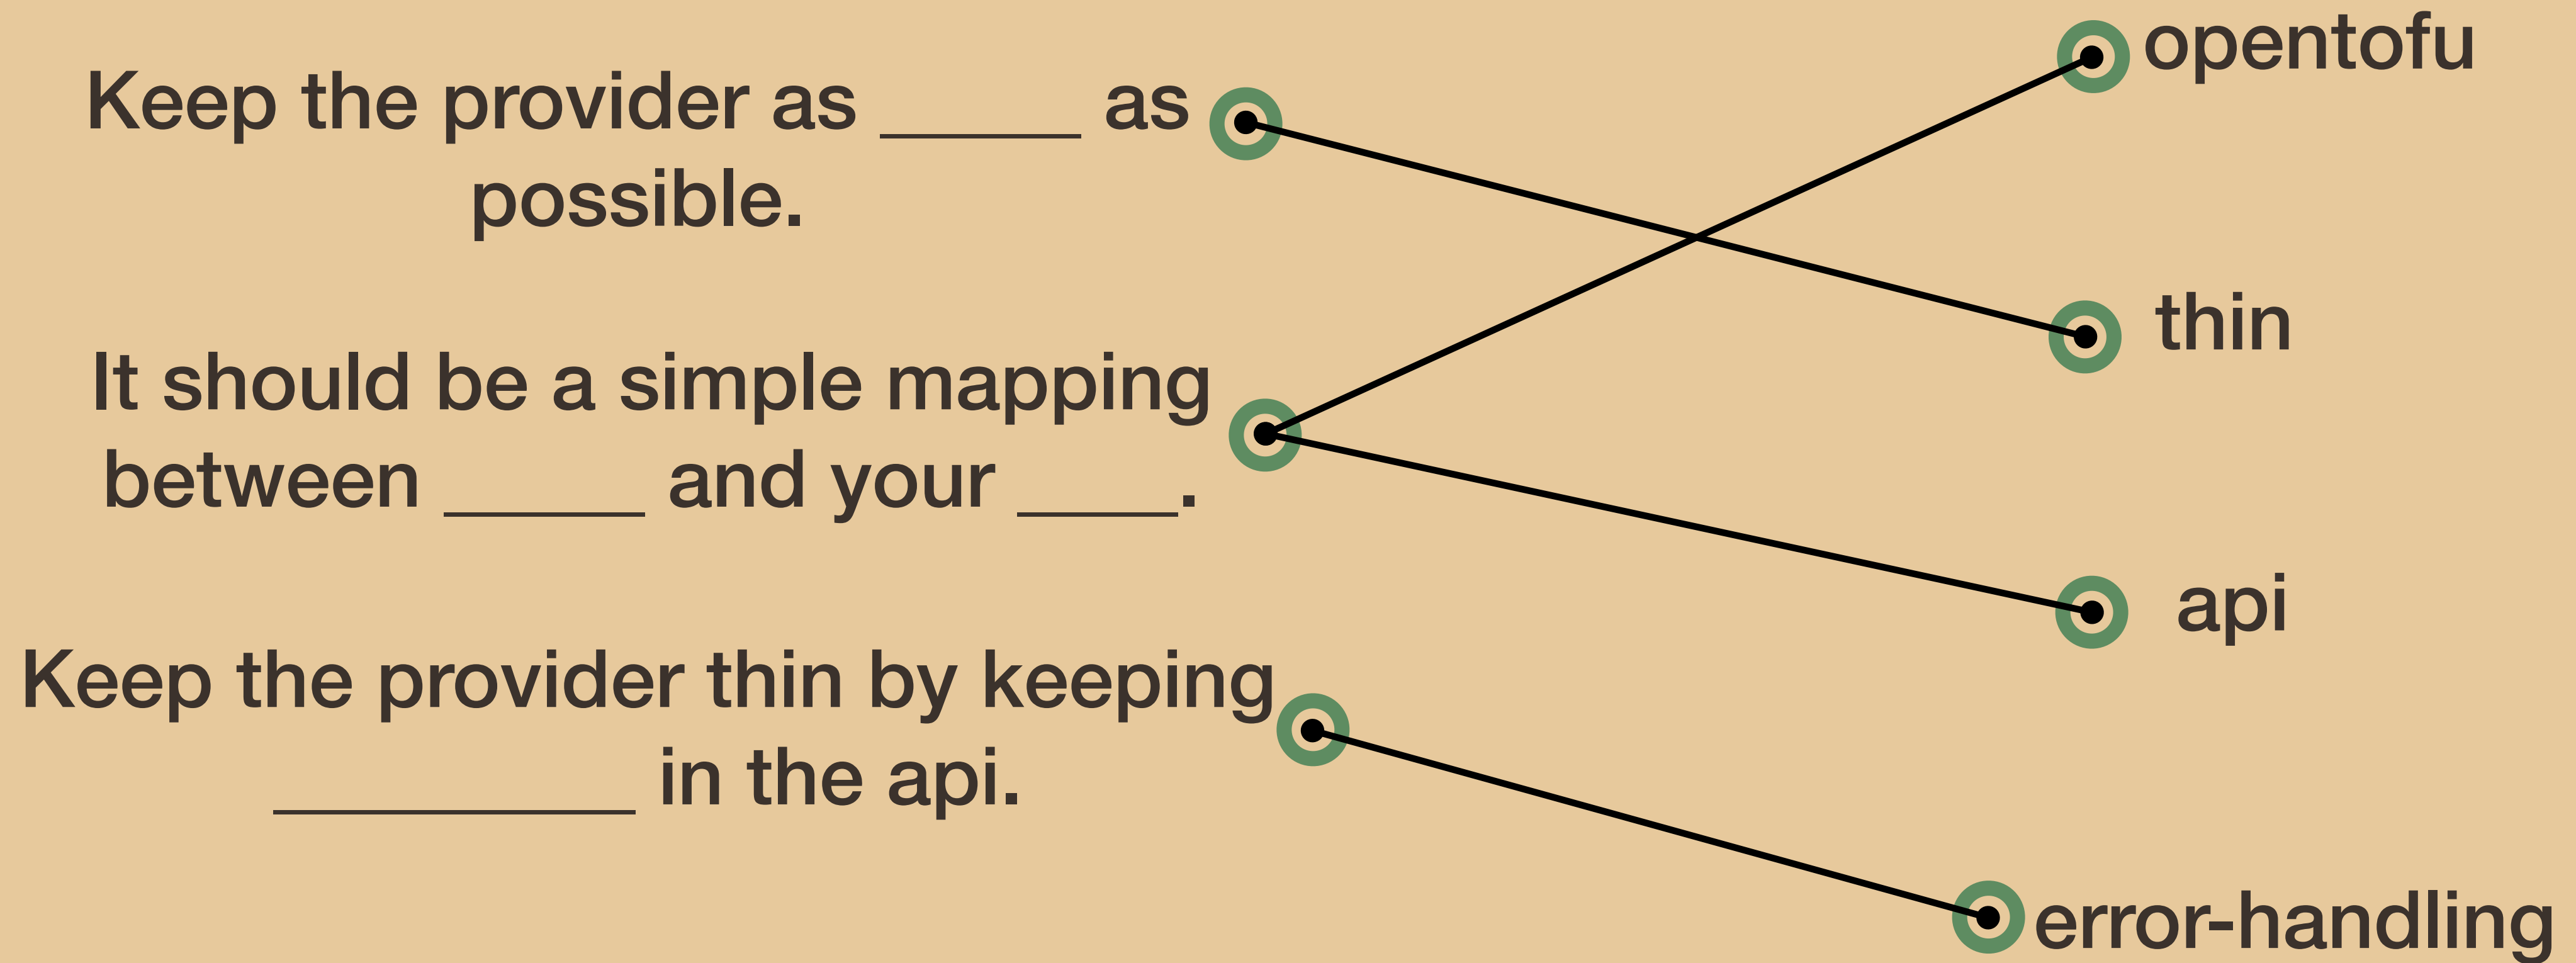 Keep the provider as _____ as
possible.
It should be a simple mapping
between _____ and your ____.
Keep the provider thin by keeping
_________ in the api.
opentofu
thin
api
error-handling